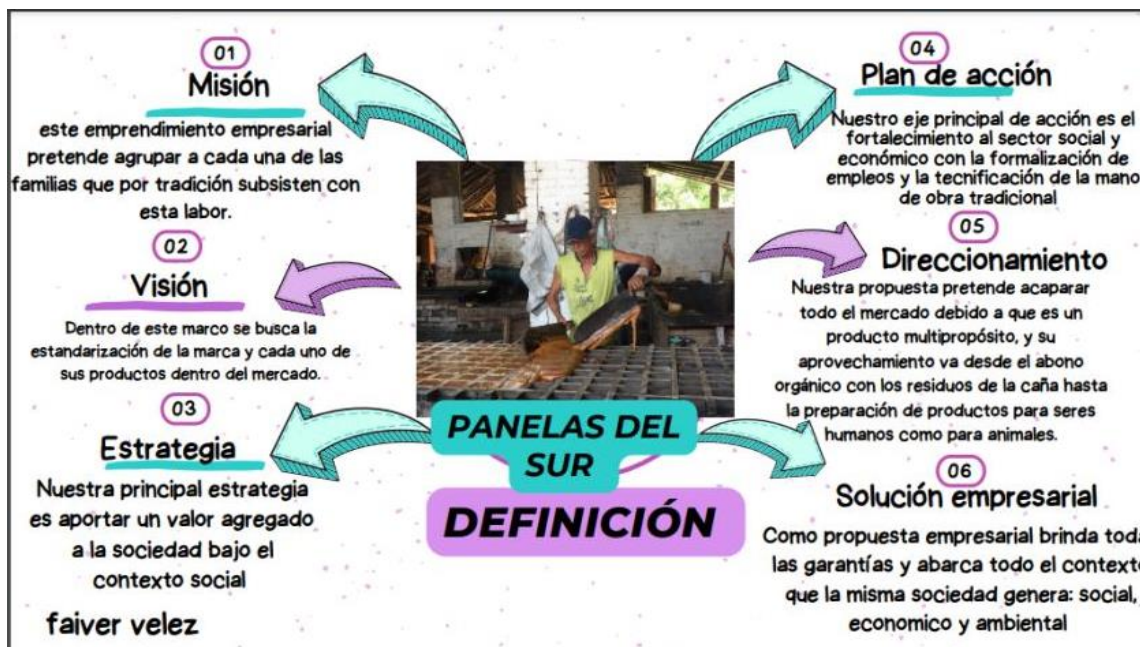 01
Misión
este emprendimiento empresarial
pretende agrupar a cada una de las
familias que por tradición subsisten con
esta labor.
02
Visión
Dentro de este marco se busca la
estandarización de la marca y cada uno de
sus productos dentro del mercado.
03
Estrategia
Nuestra principal estrategia
es aportar un valor agregado
a la sociedad bajo el
contexto social
faiver velez
PANELAS DEL
SUR
DEFINICIÓN
04
Plan de acción
Nuestro eje principal de acción es el
fortalecimiento al sector social y
económico con la formalización de
empleos y la tecnificación de la mano
de obra tradicional
05
Direccionamiento
Nuestra propuesta pretende acaparar
todo el mercado debido a que es un
producto multipropósito, y su
aprovechamiento va desde el abono
orgánico con los residuos de la caña hasta
la preparación de productos para seres
humanos como para animales.
06
Solución empresarial
Como propuesta empresarial brinda toda
las garantías y abarca todo el contexto
que la misma sociedad genera: social,
economico y ambiental